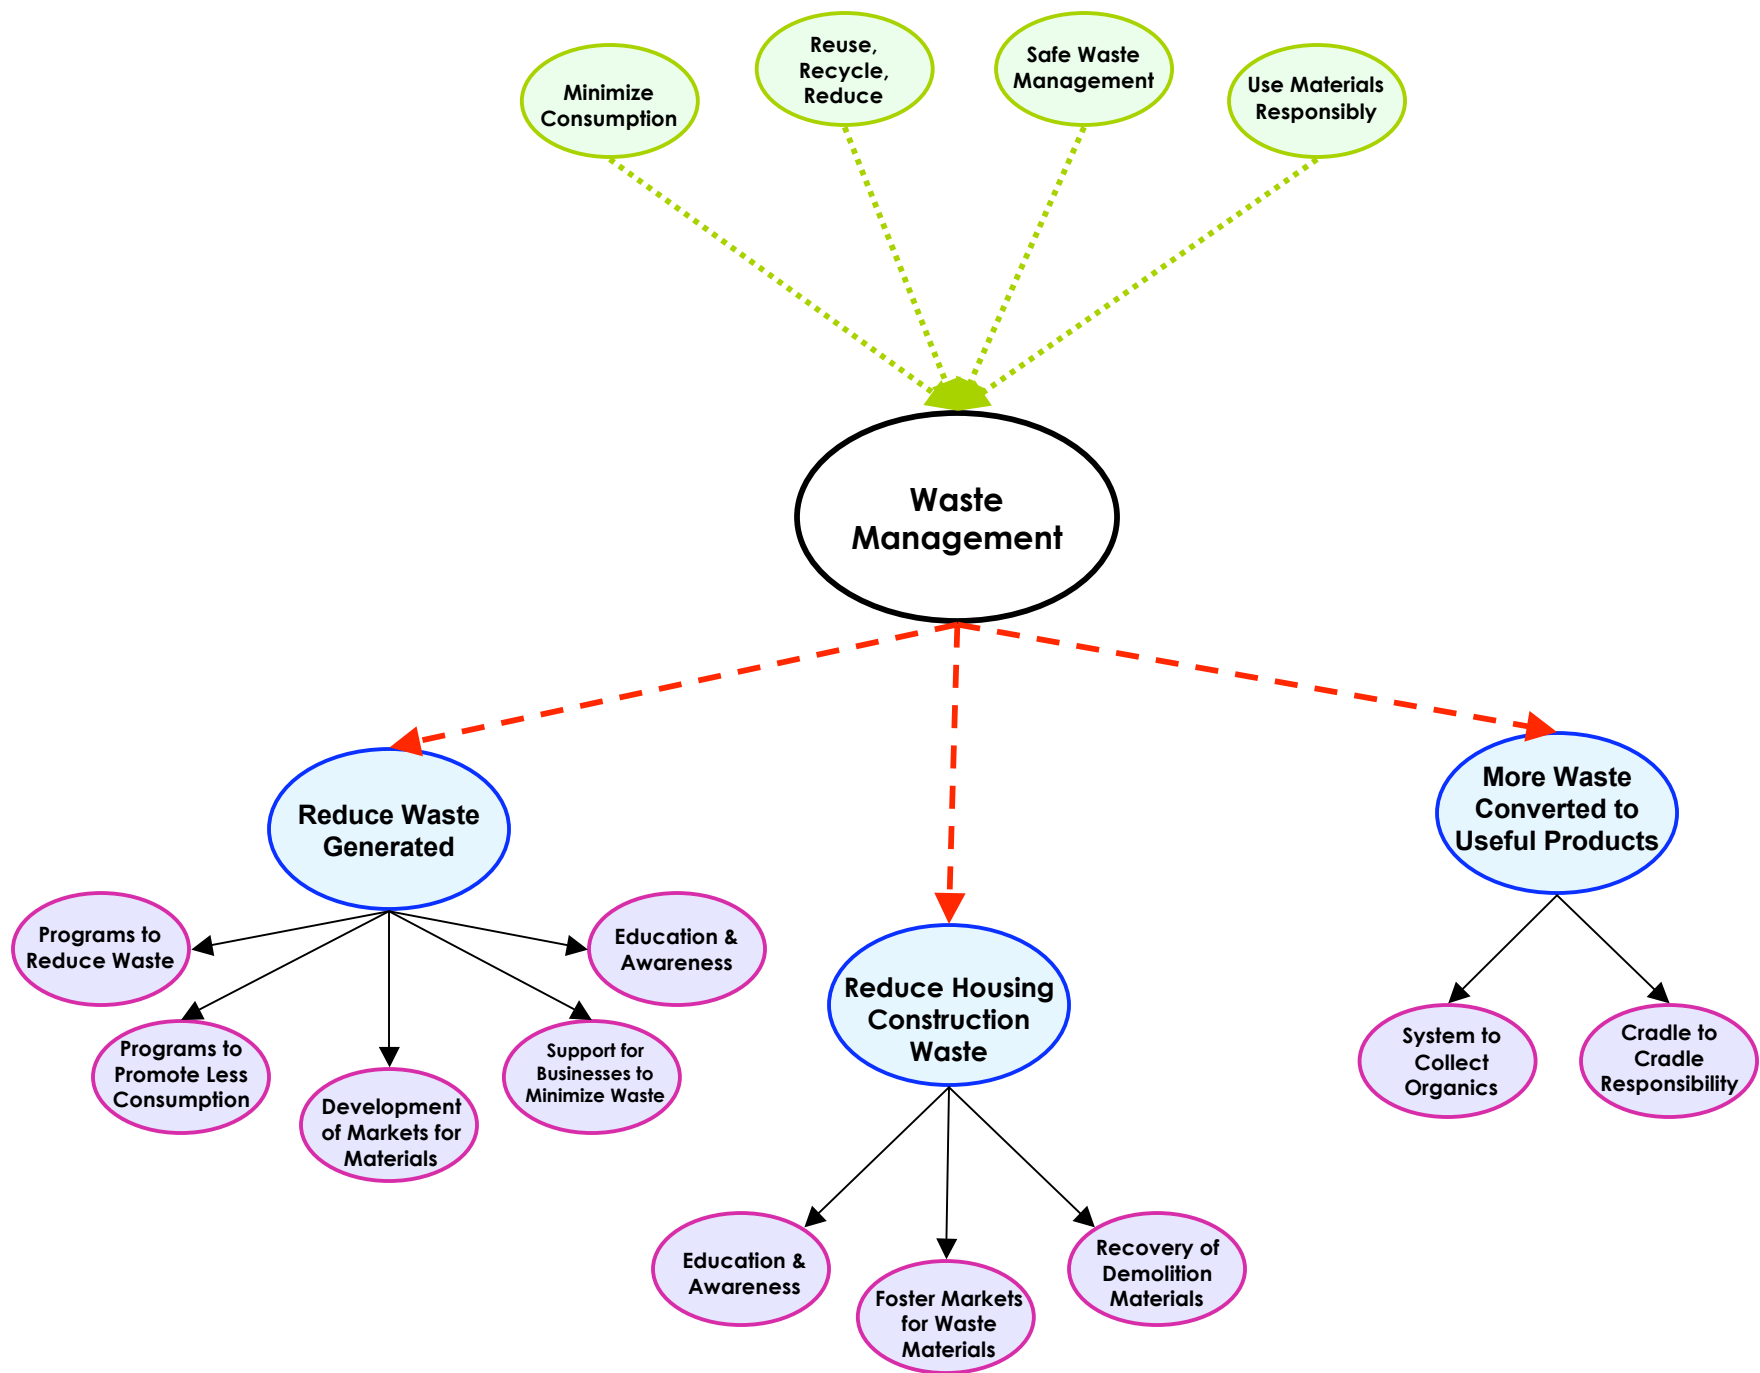 Minimize
Consumption
Reuse,
Recycle,
Reduce
Safe Waste
Management
Use Materials
Responsibly
Waste
Management
Reduce Waste
Generated
Reduce Housing
Construction
Waste
More Waste
Converted to
Useful Products
Programs to
Reduce Waste
Programs to
Promote Less
Consumption
Development
of Markets for
Materials
Support for
Businesses to
Minimize Waste
Education &
Awareness
Education &
Awareness
Foster Markets
for Waste
Materials
Recovery of
Demolition
Materials
System to
Collect
Organics
Cradle to
Cradle
Responsibility